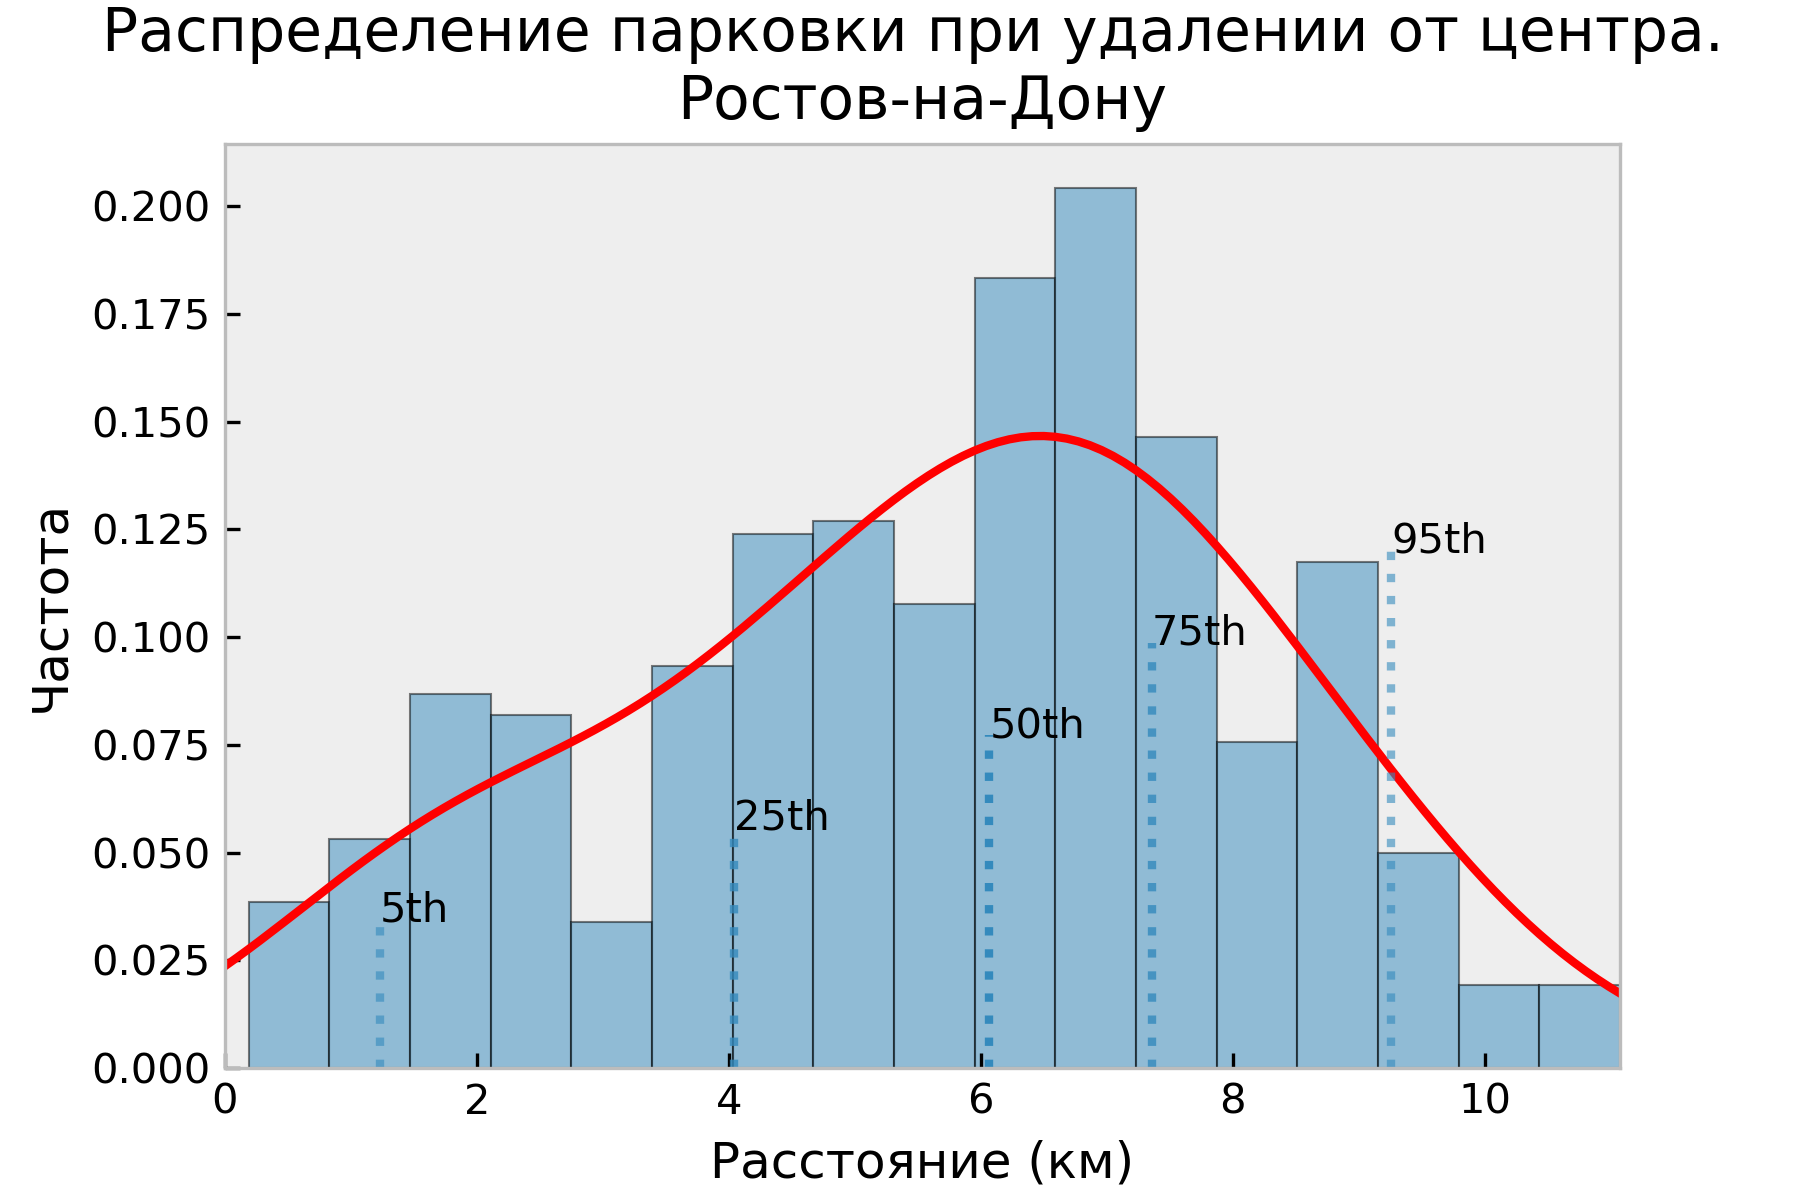 Распределение парковки при удалении от центра.
Ростов-на-Дону
0.200
0.175
0.150
0.125
0.100
0.075
0.050
0.025
0.000
Частота
5th
25th
50th
75th
95th
0 2 4 6 8 10
Расстояние (км)